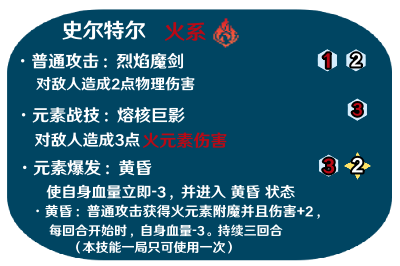 史尔特尔 火系
·普通攻击：烈焰魔剑 1 2
对敌人造成2点物理伤害
·元素战技：熔核巨影 3
对敌人造成3点火元素伤害
·元素爆发：黄昏 3 2
使自身血量立即-3，并进入 黄昏 状态
·黄昏：普通攻击获得火元素附魔并且伤害+2，
每回合开始时，自身血量-3。持续三回合
（本技能一局只可使用一次）